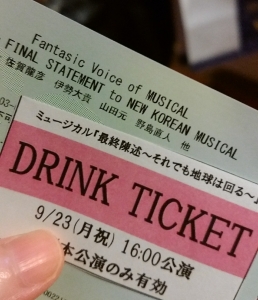 Fantasic Voice of MUSICAL
FINAL STATEMENT to NEW KOREAN MUSICAL
佐賀龍彦 伊勢大貴 山田元 野島直人 他
ミュージカル『最終陳述〜それでも地球は回る〜』
DRINK TICKET
9/23(月祝) 16:00公演
本公演のみ有効